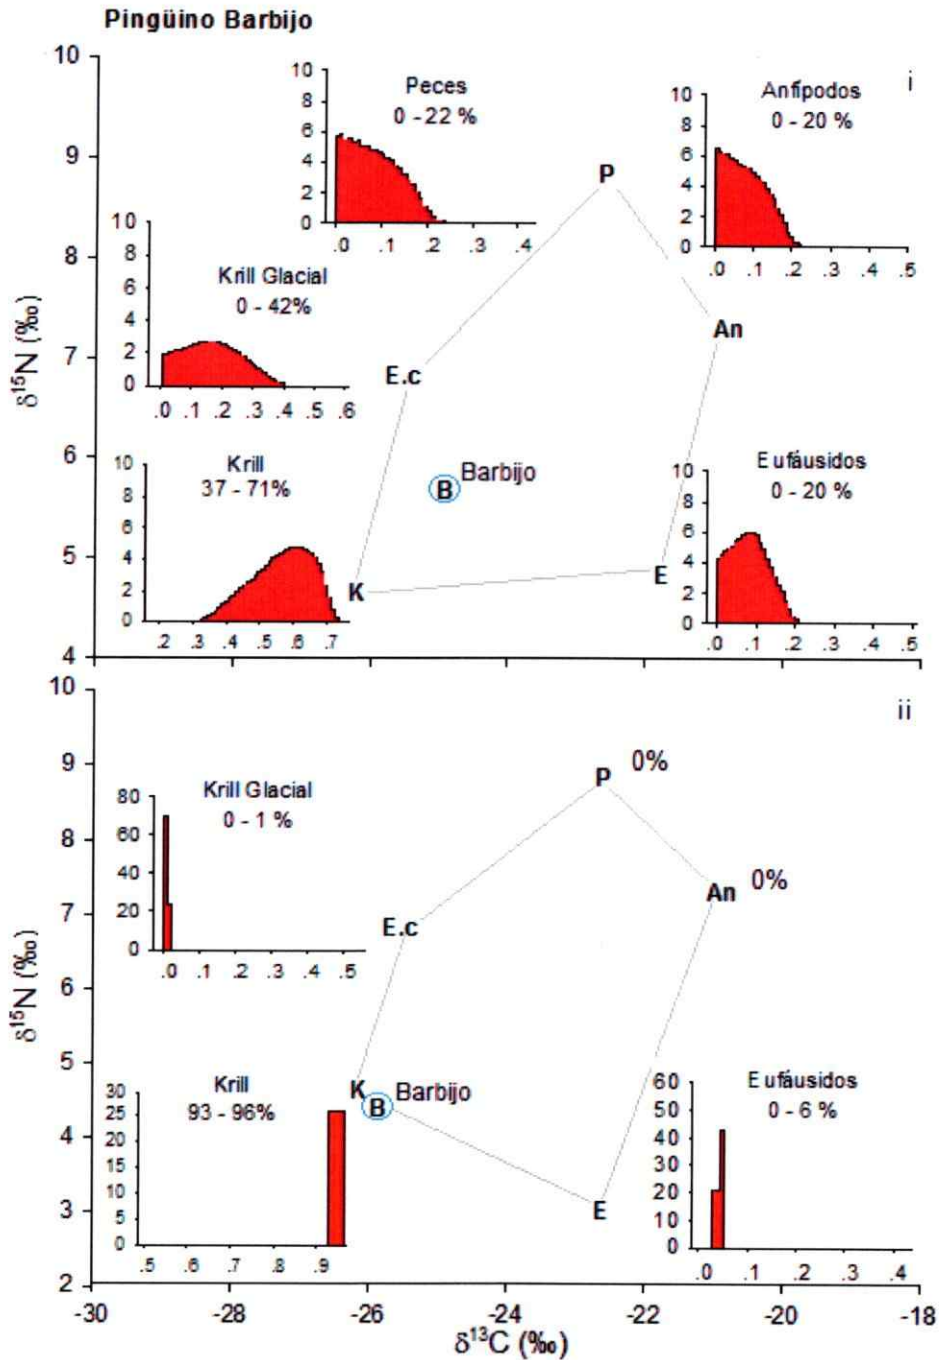 Pingüino Barbijo
i
10
9
8
7
6
5
4
δ¹⁵N (‰)
Peces
0 - 22 %
10
8
6
4
2
0
.0 .1 .2 .3 .4
Anfípodos
0 - 20 %
10
8
6
4
2
0
.0 .1 .2 .3 .4 .5
Krill Glacial
0 - 42%
10
8
6
4
2
0
.0 .1 .2 .3 .4 .5 .6
Krill
37 - 71%
10
8
6
4
2
0
.2 .3 .4 .5 .6 .7
Eufáusidos
0 - 20 %
10
8
6
4
2
0
.0 .1 .2 .3 .4 .5
P
An
E.c
B Barbijo
K
E
ii
10
9
8
7
6
5
4
3
2
δ¹⁵N (‰)
Krill Glacial
0 - 1 %
80
60
40
20
0
.0 .1 .2 .3 .4 .5
P 0%
An 0%
E.c
K B Barbijo
E
Krill
93 - 96%
30
25
20
15
10
5
0
.5 .6 .7 .8 .9
Eufáusidos
0 - 6 %
60
50
40
30
20
10
0
.0 .1 .2 .3 .4
-30 -28 -26 -24 -22 -20 -18
δ¹³C (‰)